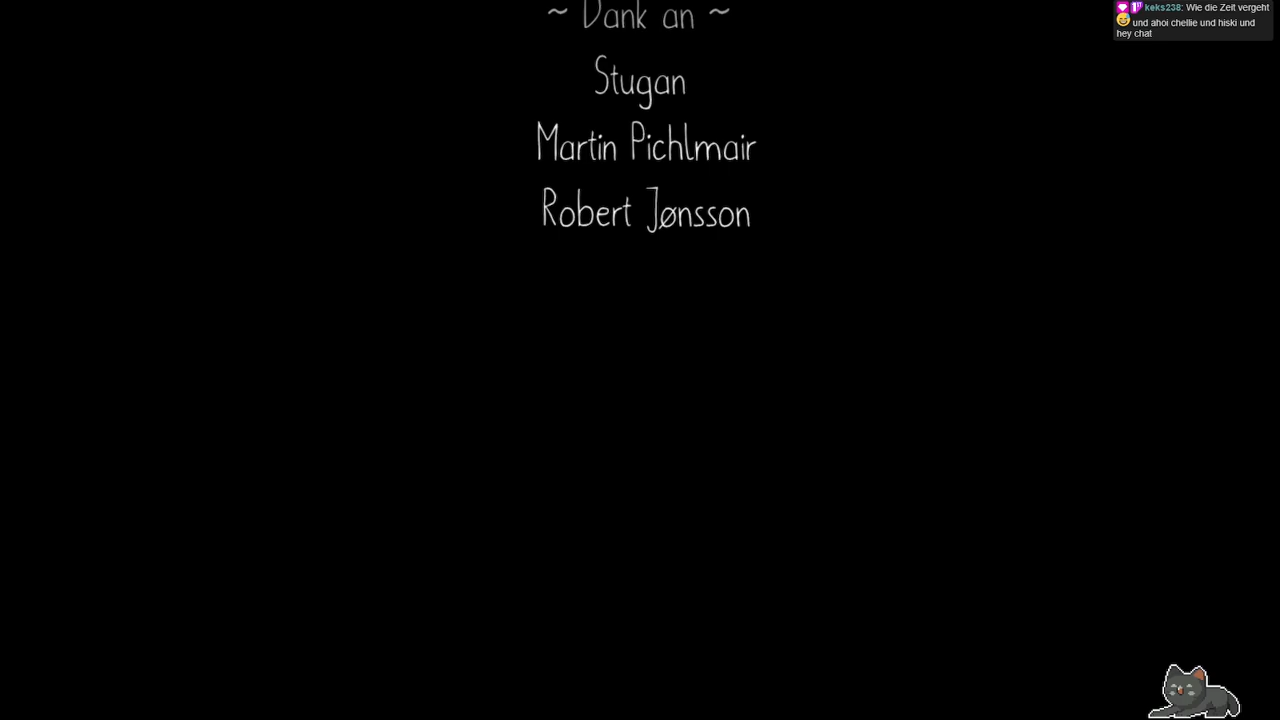 ~ Dank an ~
Stugan
Martin Pichlmair
Robert Jønsson
keks238: Wie die Zeit vergeht
und ahoi chellie und hiski und
hey chat